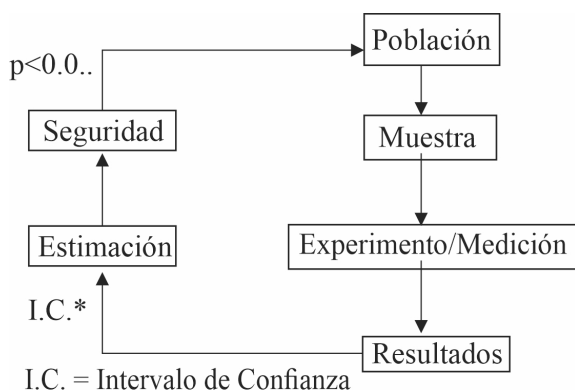 Población
p<0.0..
Seguridad
Muestra
Estimación
Experimento/Medición
I.C.*
Resultados
I.C. = Intervalo de Confianza